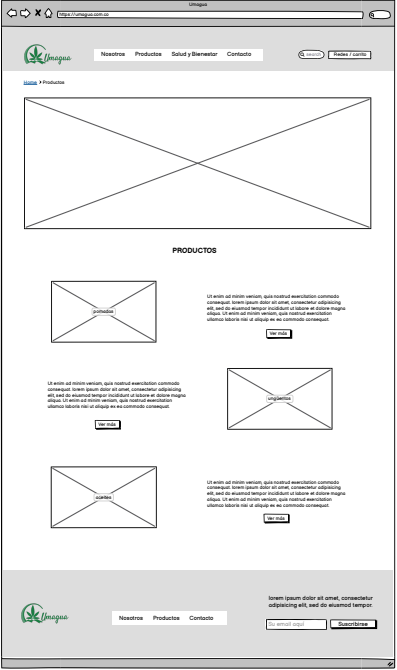 Umagua
https://umagua.com.co
Umagua
Nosotros Productos Salud y Bienestar Contacto
search
Redes / carrito
Home > Productos
PRODUCTOS
pomadas
Ut enim ad minim veniam, quis nostrud exercitation commodo
consequat. lorem ipsum dolor sit amet, consectetur adipisicing
elit, sed do eiusmod tempor incididunt ut labore et dolore magna
aliqua. Ut enim ad minim veniam, quis nostrud exercitation
ullamco laboris nisi ut aliquip ex ea commodo consequat.
Ver más
Ut enim ad minim veniam, quis nostrud exercitation commodo
consequat. lorem ipsum dolor sit amet, consectetur adipisicing
elit, sed do eiusmod tempor incididunt ut labore et dolore magna
aliqua. Ut enim ad minim veniam, quis nostrud exercitation
ullamco laboris nisi ut aliquip ex ea commodo consequat.
Ver más
ungüentos
aceites
Ut enim ad minim veniam, quis nostrud exercitation commodo
consequat. lorem ipsum dolor sit amet, consectetur adipisicing
elit, sed do eiusmod tempor incididunt ut labore et dolore magna
aliqua. Ut enim ad minim veniam, quis nostrud exercitation
ullamco laboris nisi ut aliquip ex ea commodo consequat.
Ver más
Umagua
Nosotros Productos Contacto
lorem ipsum dolor sit amet, consectetur
adipisicing elit, sed do eiusmod tempor.
Su email aquí
Suscribirse